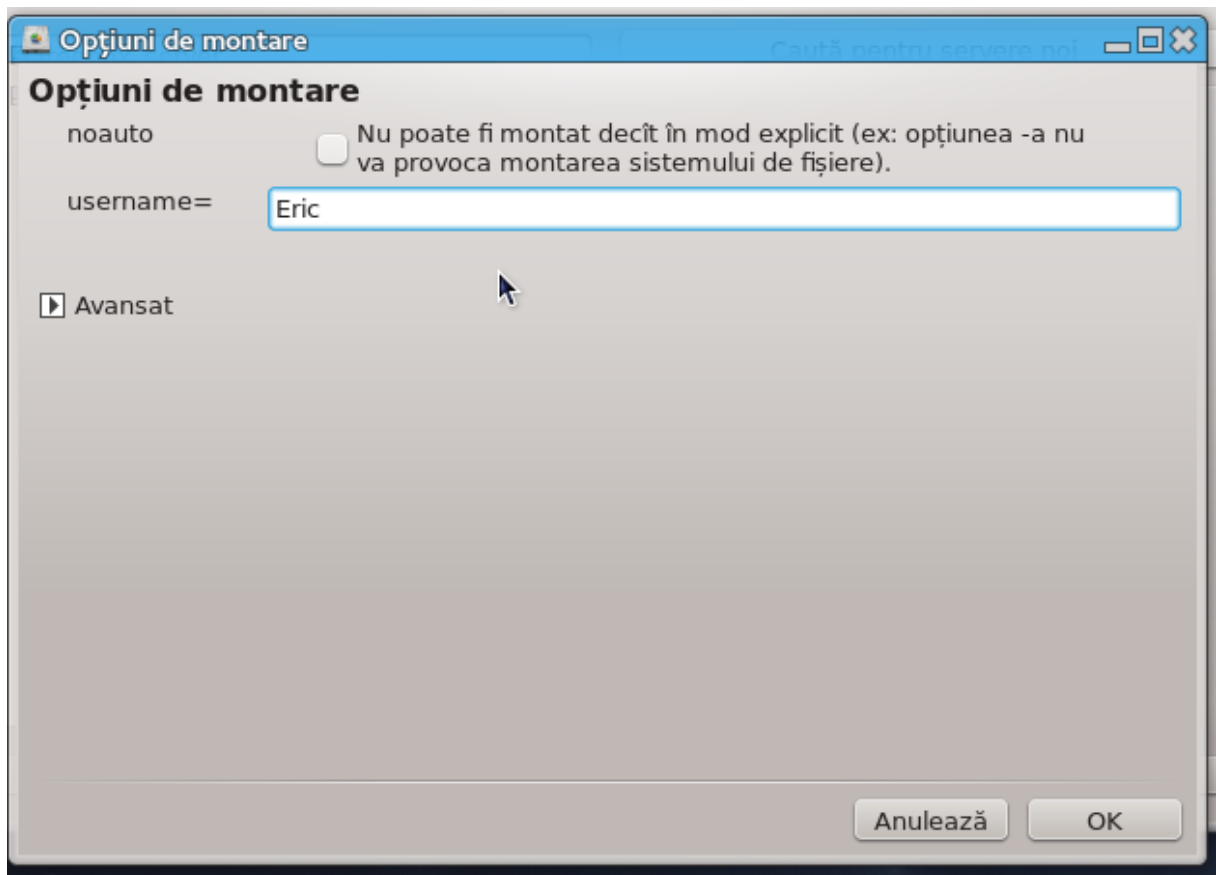 Opțiuni de montare
Caută pentru servere noi
Opțiuni de montare
noauto
Nu poate fi montat decît în mod explicit (ex: opțiunea -a nu
va provoca montarea sistemului de fișiere).
username=
Eric
Avansat
Anulează
OK